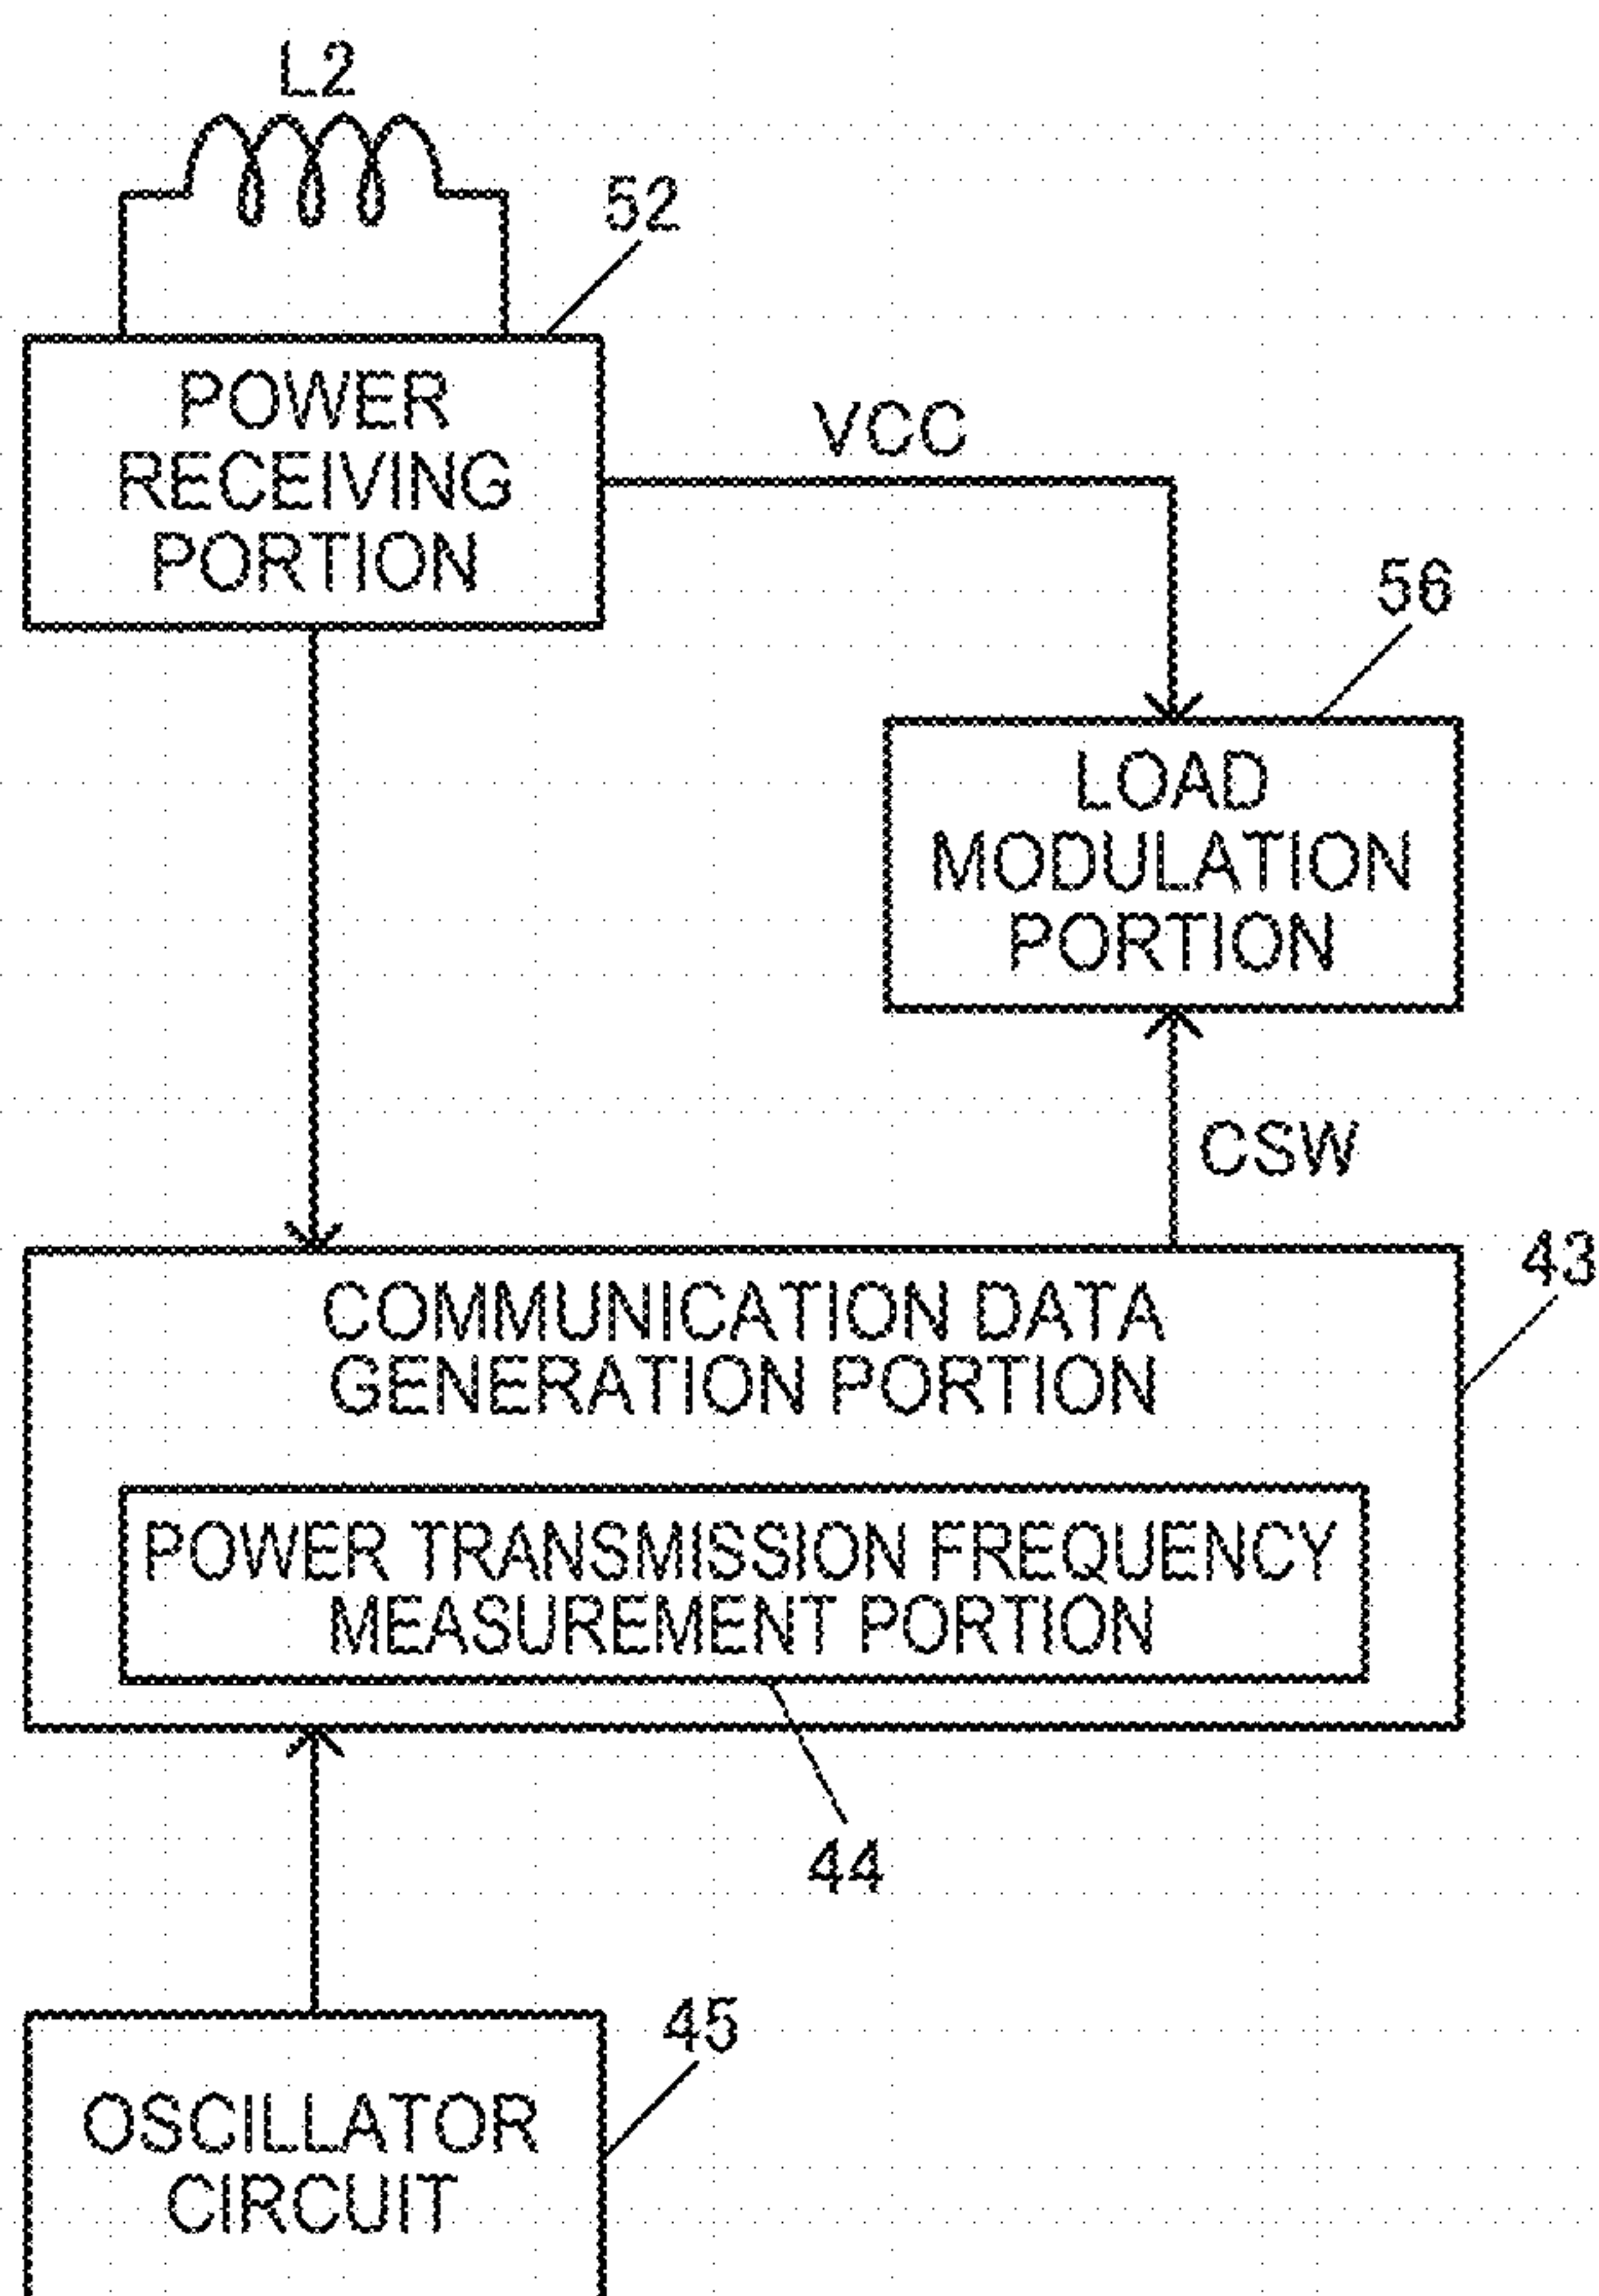 L2
52
POWER
RECEIVING
PORTION
VCC
56
LOAD
MODULATION
PORTION
CSW
43
COMMUNICATION DATA
GENERATION PORTION
POWER TRANSMISSION FREQUENCY
MEASUREMENT PORTION
44
45
OSCILLATOR
CIRCUIT